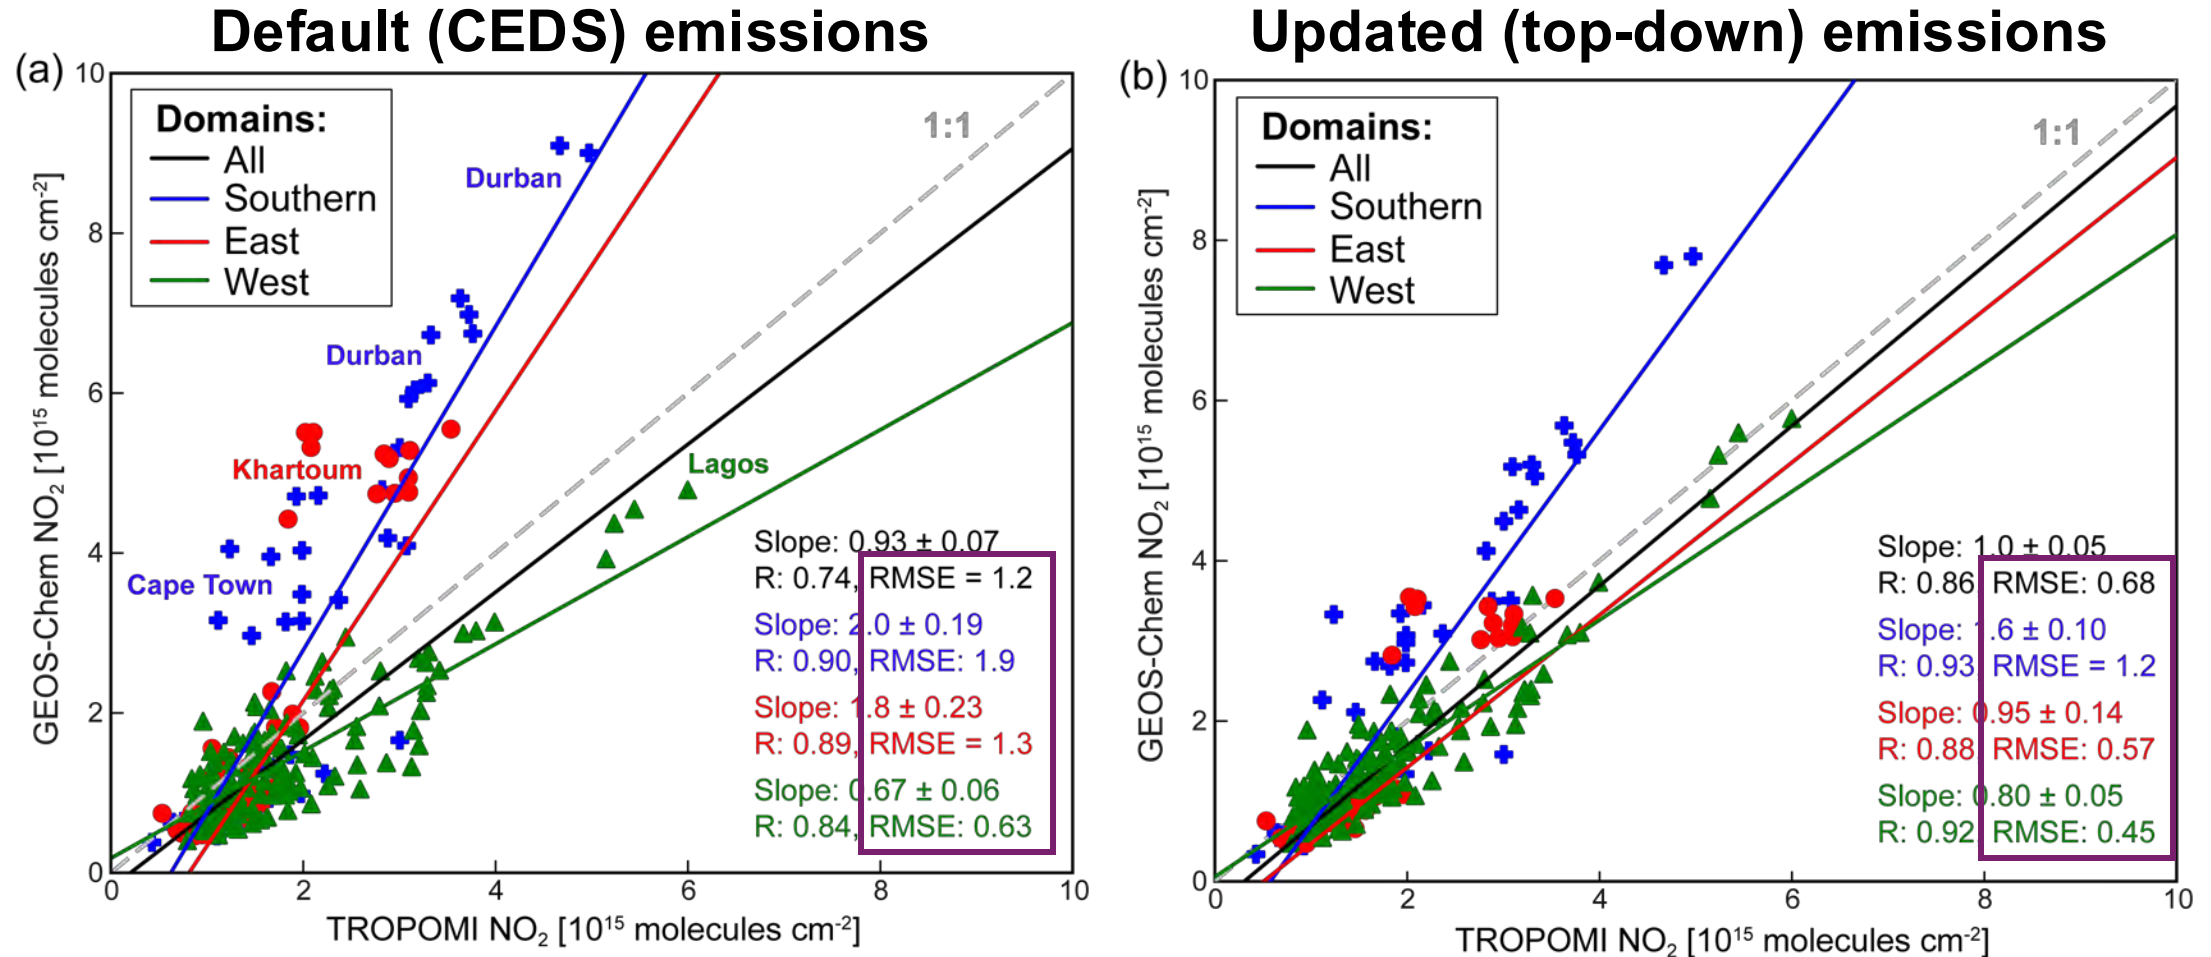 Default (CEDS) emissions
(a)
Domains:
All
Southern
East
West
1:1
Durban
Durban
Khartoum
Cape Town
Lagos
Slope: 0.93 ± 0.07
R: 0.74, RMSE = 1.2
Slope: 2.0 ± 0.19
R: 0.90, RMSE: 1.9
Slope: 1.8 ± 0.23
R: 0.89, RMSE = 1.3
Slope: 0.67 ± 0.06
R: 0.84, RMSE: 0.63
10
8
6
4
2
0
0 2 4 6 8 10
GEOS-Chem NO₂ [10¹⁵ molecules cm⁻²]
TROPOMI NO₂ [10¹⁵ molecules cm⁻²]
Updated (top-down) emissions
(b)
Domains:
All
Southern
East
West
1:1
Slope: 1.0 ± 0.05
R: 0.86 RMSE: 0.68
Slope: 1.6 ± 0.10
R: 0.93 RMSE = 1.2
Slope: 0.95 ± 0.14
R: 0.88 RMSE: 0.57
Slope: 0.80 ± 0.05
R: 0.92 RMSE: 0.45
10
8
6
4
2
0
0 2 4 6 8 10
GEOS-Chem NO₂ [10¹⁵ molecules cm⁻²]
TROPOMI NO₂ [10¹⁵ molecules cm⁻²]